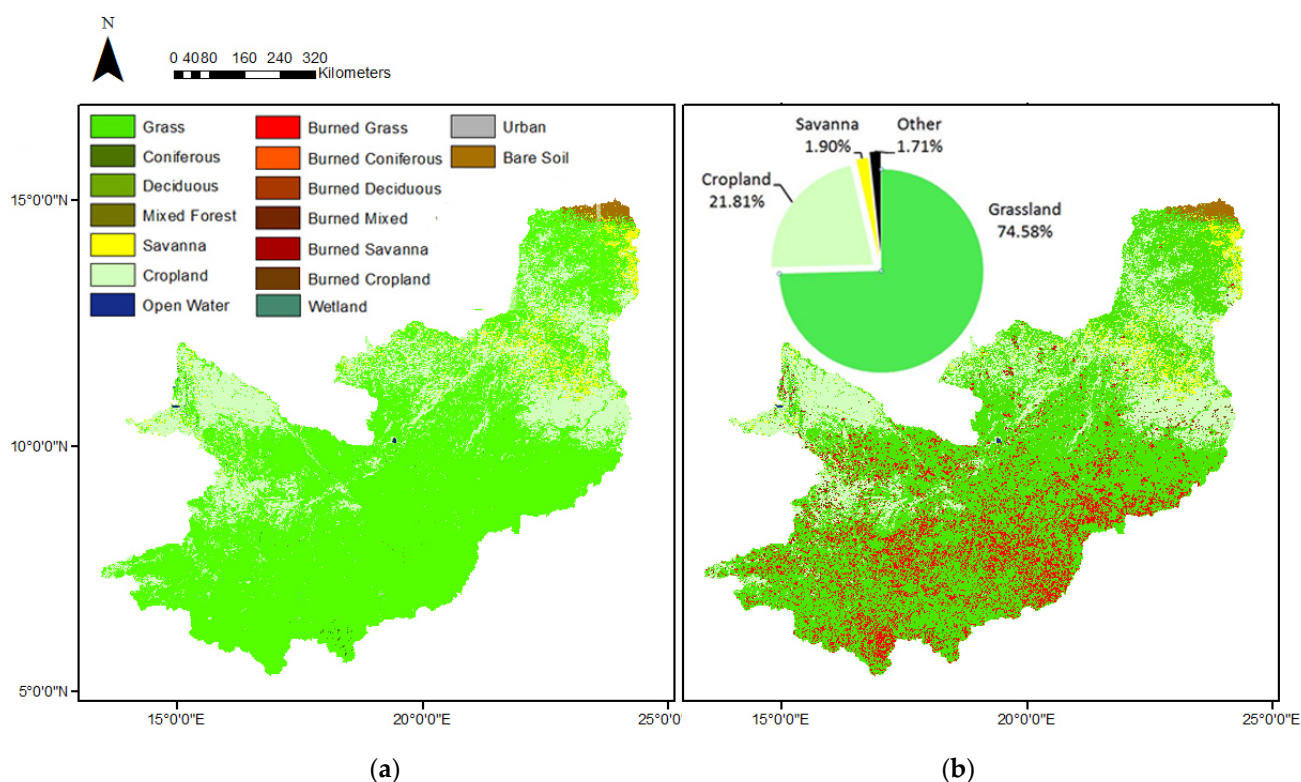 N
0 40 80 160 240 320
Kilometers
Grass
Coniferous
Deciduous
Mixed Forest
Savanna
Cropland
Open Water
Burned Grass
Burned Coniferous
Burned Deciduous
Burned Mixed
Burned Savanna
Burned Cropland
Wetland
Urban
Bare Soil
Savanna
1.90%
Other
1.71%
Cropland
21.81%
Grassland
74.58%
15°0'0"N
10°0'0"N
5°0'0"N
15°0'0"E
20°0'0"E
25°0'0"E
15°0'0"E
20°0'0"E
25°0'0"E
(a)
(b)